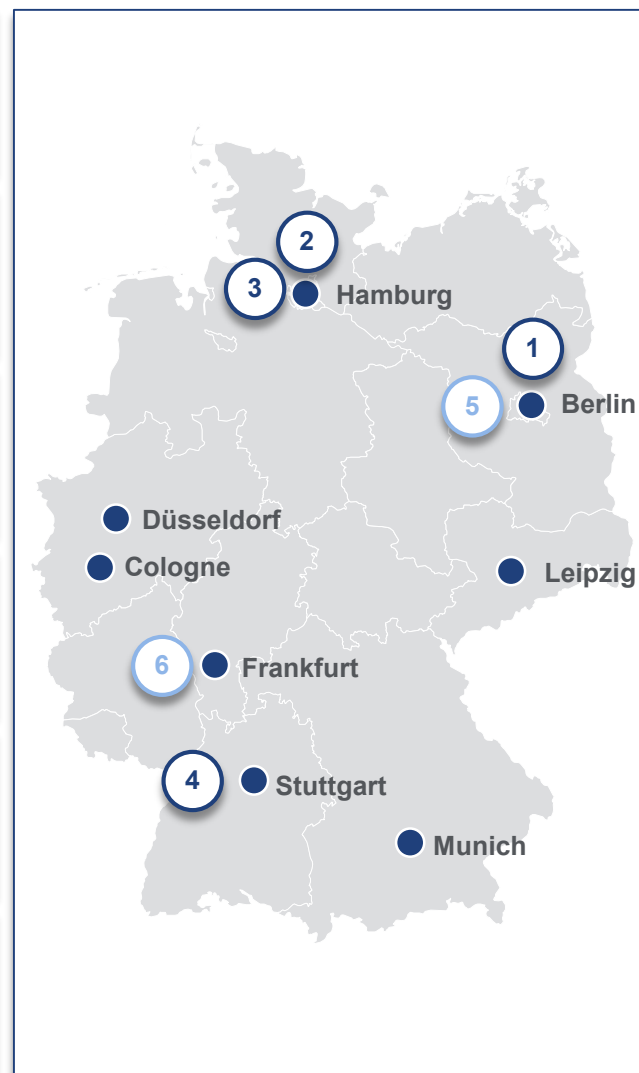 2
3
Hamburg
1
5
Berlin
Düsseldorf
Cologne
Leipzig
6
Frankfurt
4
Stuttgart
Munich